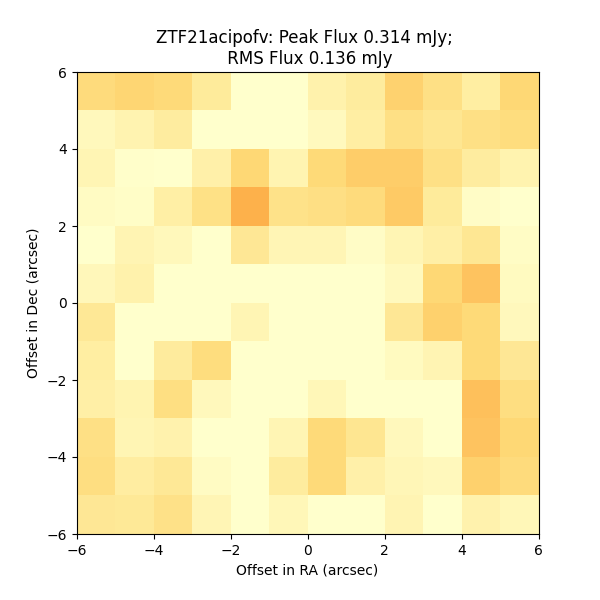 ZTF21acipofv: Peak Flux 0.314 mJy;
RMS Flux 0.136 mJy
6
4
2
0
−2
−4
−6
Offset in Dec (arcsec)
−6 −4 −2 0 2 4 6
Offset in RA (arcsec)